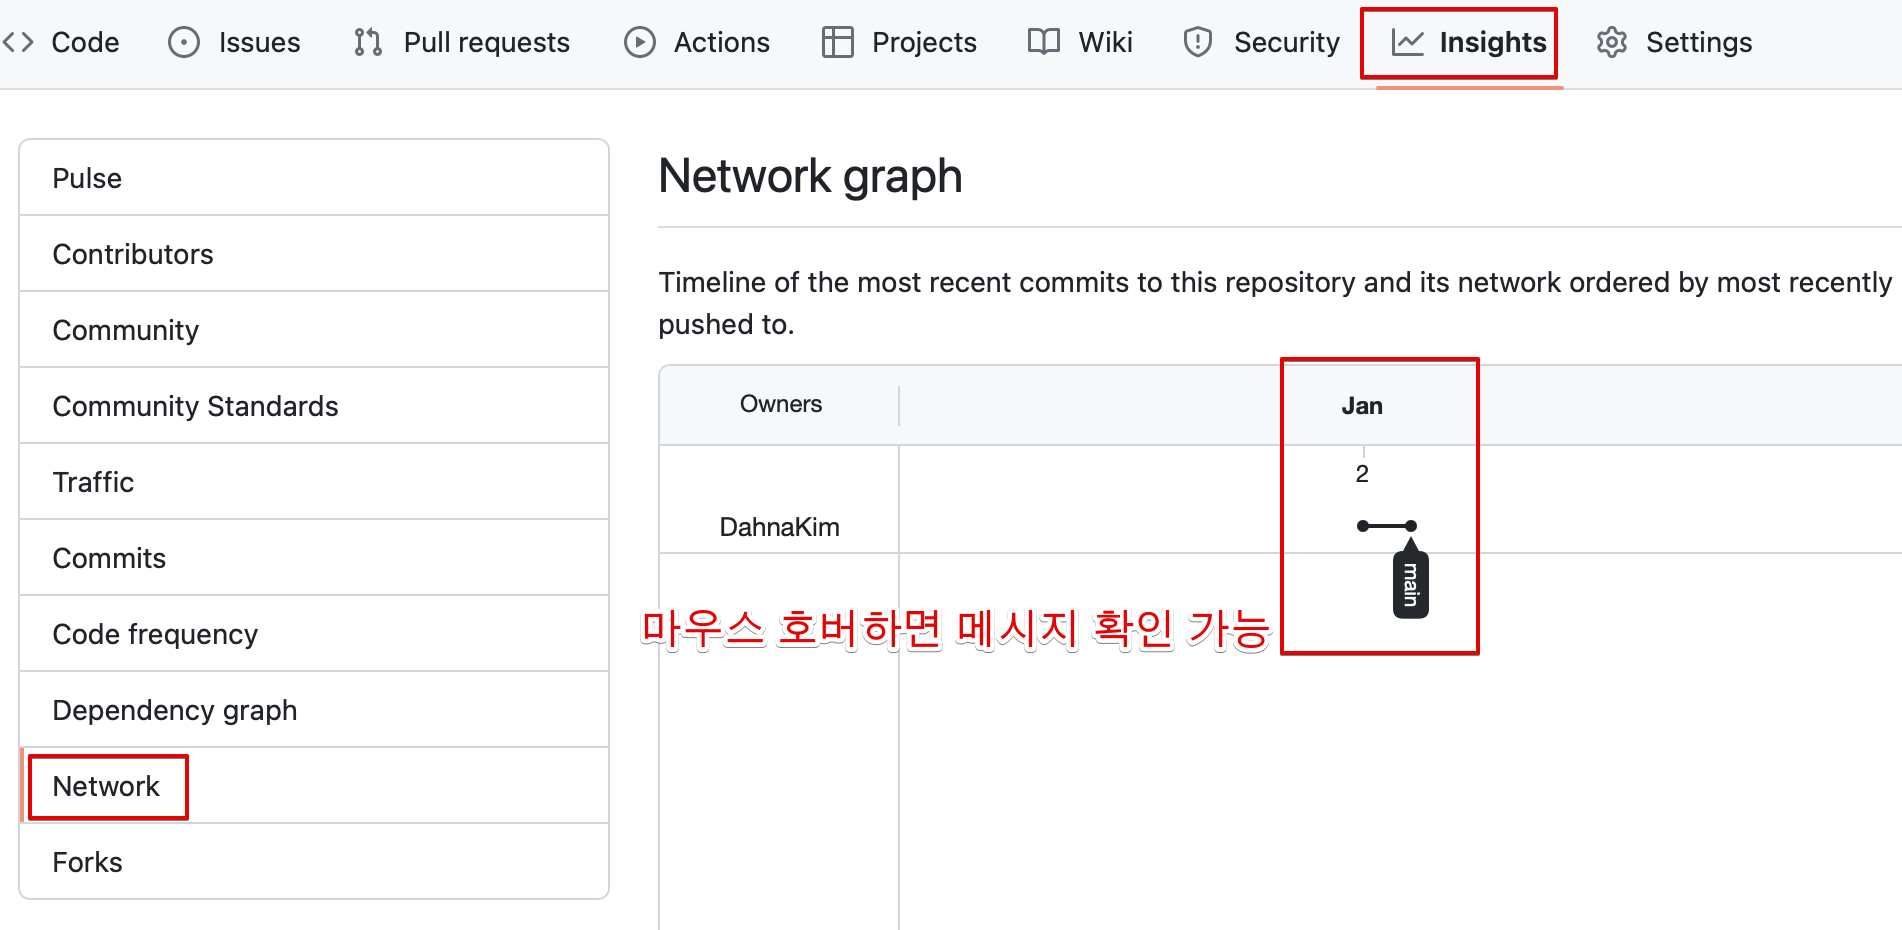 Code Issues Pull requests Actions Projects Wiki Security Insights Settings
Pulse
Contributors
Community
Community Standards
Traffic
Commits
Code frequency
Dependency graph
Network
Forks
Network graph
Timeline of the most recent commits to this repository and its network ordered by most recently
pushed to.
Owners Jan
2
DahnaKim
main
마우스 호버하면 메시지 확인 가능